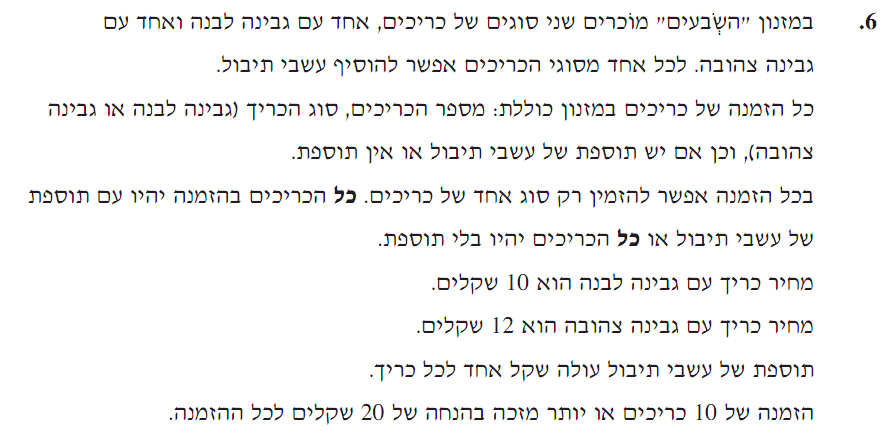 6. במזנון "השְׂבעים" מוֹכרים שני סוגים של כריכים, אחד עם גבינה לבנה ואחד עם
גבינה צהובה. לכל אחד מסוגי הכריכים אפשר להוסיף עשבי תיבול.
כל הזמנה של כריכים במזנון כוללת: מספר הכריכים, סוג הכריך (גבינה לבנה או גבינה
צהובה), וכן אם יש תוספת של עשבי תיבול או אין תוספת.
בכל הזמנה אפשר להזמין רק סוג אחד של כריכים. כל הכריכים בהזמנה יהיו עם תוספת
של עשבי תיבול או כל הכריכים יהיו בלי תוספת.
מחיר כריך עם גבינה לבנה הוא 10 שקלים.
מחיר כריך עם גבינה צהובה הוא 12 שקלים.
תוספת של עשבי תיבול עולה שקל אחד לכל כריך.
הזמנה של 10 כריכים או יותר מזכה בהנחה של 20 שקלים לכל ההזמנה.